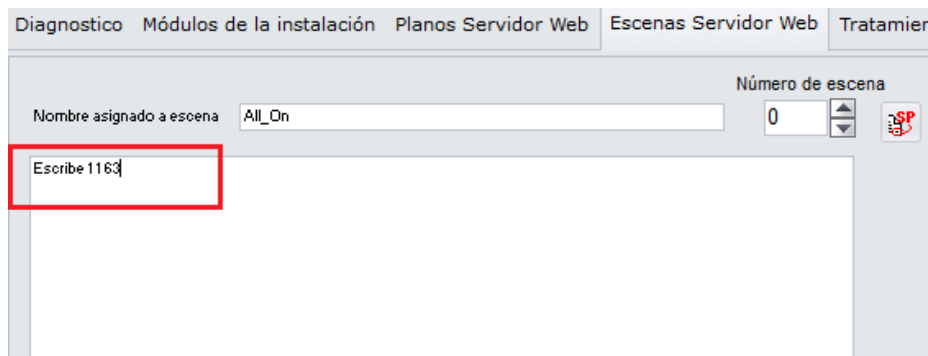 Diagnostico Módulos de la instalación Planos Servidor Web Escenas Servidor Web Tratamier
Número de escena
Nombre asignado a escena All_On 0 SP
Escribe 1163